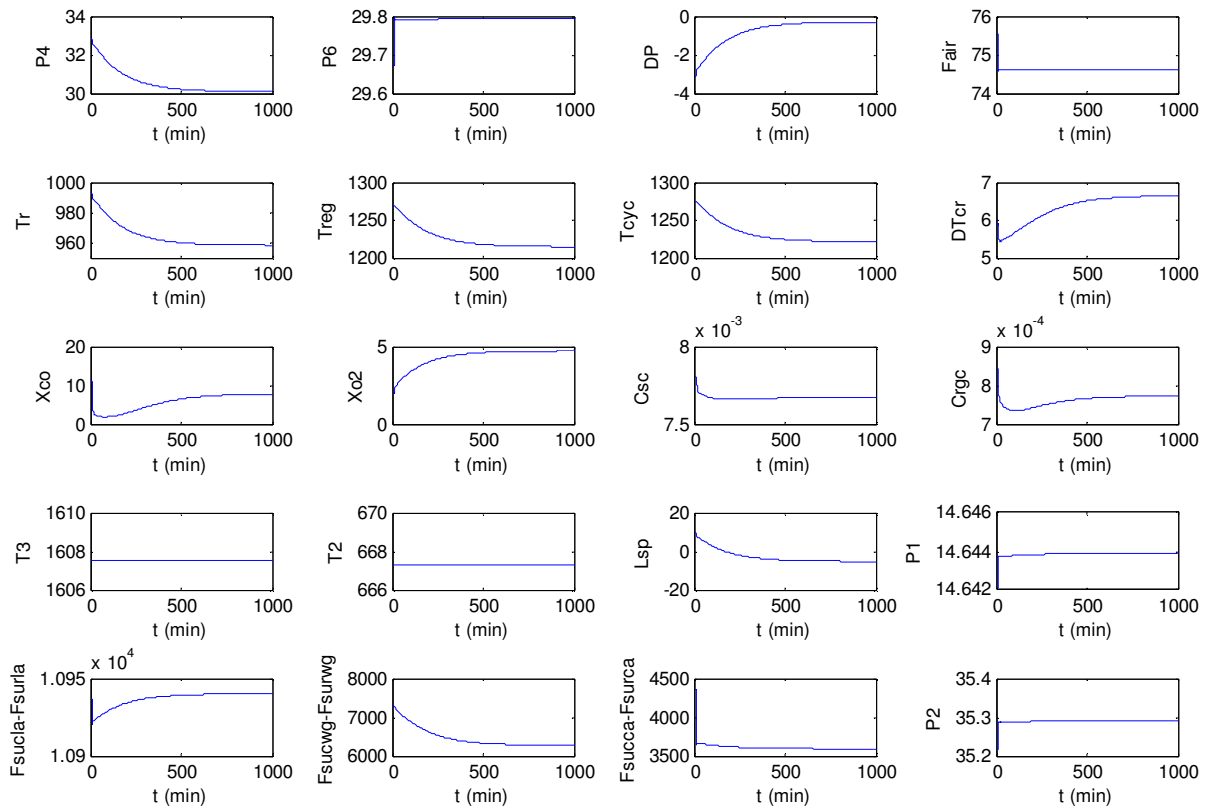 34
32
30
P4
0 500 1000
t (min)
29.8
29.7
29.6
P6
0 500 1000
t (min)
0
-2
-4
DP
0 500 1000
t (min)
76
75
74
Fair
0 500 1000
t (min)
1000
980
960
Tr
0 500 1000
t (min)
1300
1250
1200
Treg
0 500 1000
t (min)
1300
1250
1200
Tcyc
0 500 1000
t (min)
7
6
5
DTcr
0 500 1000
t (min)
20
10
0
Xco
0 500 1000
t (min)
5
0
Xo2
0 500 1000
t (min)
x 10^-3
8
7.5
Csc
0 500 1000
t (min)
x 10^-4
9
8
7
Crgc
0 500 1000
t (min)
1610
1608
1606
T3
0 500 1000
t (min)
670
668
666
T2
0 500 1000
t (min)
20
0
-20
Lsp
0 500 1000
t (min)
14.646
14.644
14.642
P1
0 500 1000
t (min)
x 10^4
1.095
1.09
Fsucla-Fsurla
0 500 1000
t (min)
8000
7000
6000
Fsucwg-Fsurwg
0 500 1000
t (min)
4500
4000
3500
Fsucca-Fsurca
0 500 1000
t (min)
35.4
35.3
35.2
P2
0 500 1000
t (min)